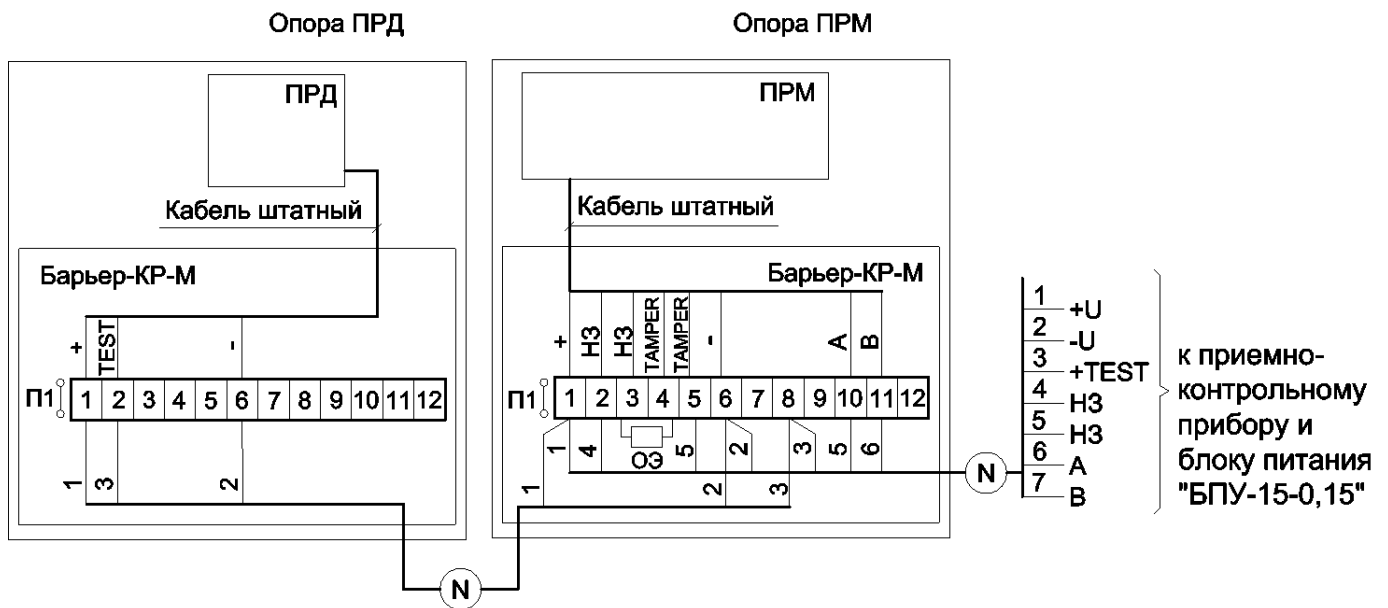 Опора ПРД
Опора ПРМ
ПРД
ПРМ
Кабель штатный
Кабель штатный
Барьер-КР-М
Барьер-КР-М
+ TEST -
+ НЗ НЗ TAMPER TAMPER - А В
П1 1 2 3 4 5 6 7 8 9 10 11 12
П1 1 2 3 4 5 6 7 8 9 10 11 12
1 3 2
1 4 ОЭ 5 2 3 5 6
1 2 3
N
N
1 +U
2 -U
3 +TEST
4 НЗ
5 НЗ
6 А
7 В
к приемно-
контрольному
прибору и
блоку питания
"БПУ-15-0,15"